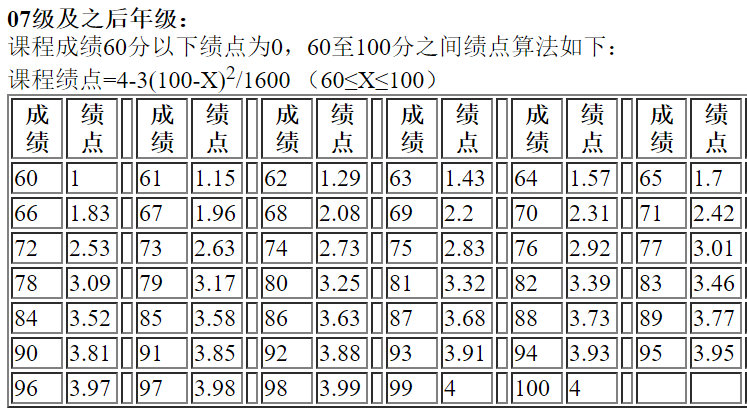 07级及之后年级：
课程成绩60分以下绩点为0，60至100分之间绩点算法如下：
课程绩点=4-3(100-X)2/1600 （60≤X≤100）
成绩 绩点 成绩 绩点 成绩 绩点 成绩 绩点 成绩 绩点 成绩 绩点
60 1 61 1.15 62 1.29 63 1.43 64 1.57 65 1.7
66 1.83 67 1.96 68 2.08 69 2.2 70 2.31 71 2.42
72 2.53 73 2.63 74 2.73 75 2.83 76 2.92 77 3.01
78 3.09 79 3.17 80 3.25 81 3.32 82 3.39 83 3.46
84 3.52 85 3.58 86 3.63 87 3.68 88 3.73 89 3.77
90 3.81 91 3.85 92 3.88 93 3.91 94 3.93 95 3.95
96 3.97 97 3.98 98 3.99 99 4 100 4